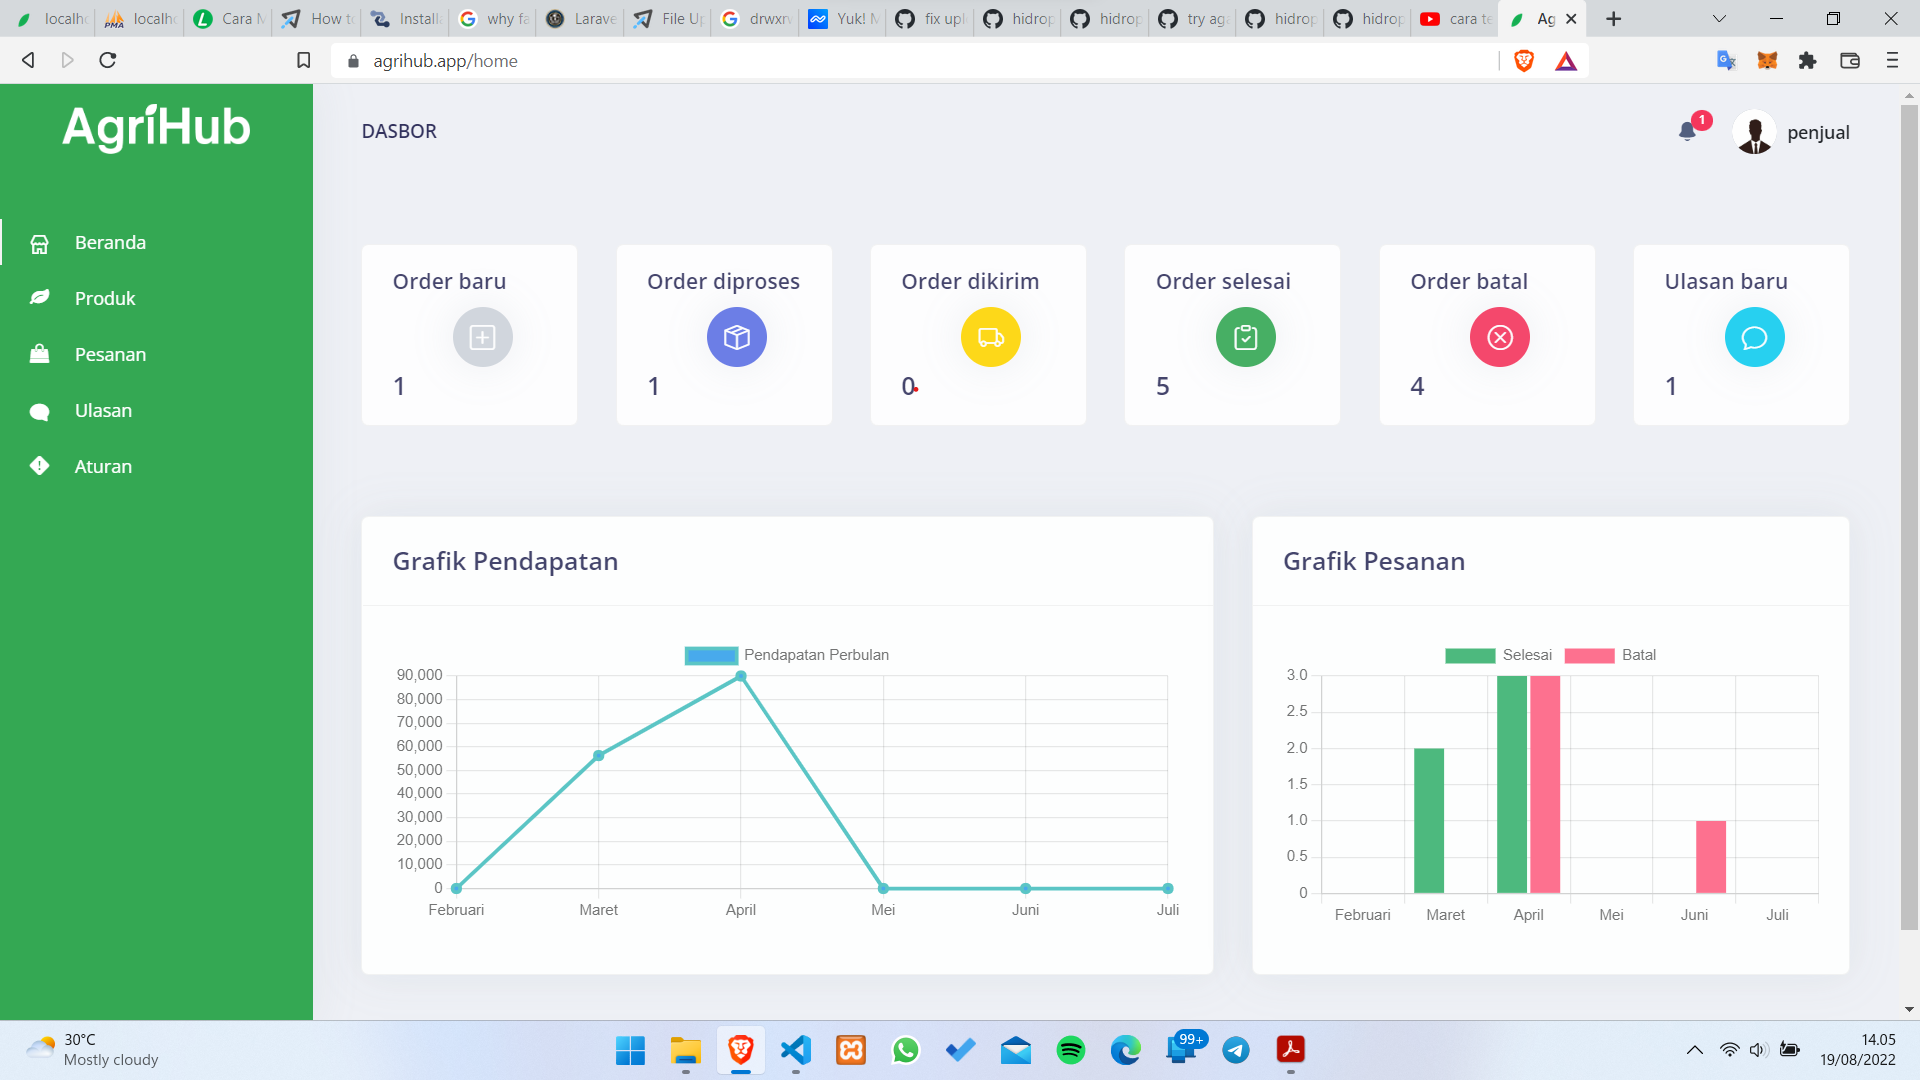 localho
localho
Cara M
How to
Install
why fa
Larave
File Up
drwxrw
Yuk! M
fix upl
hidrop
hidrop
try aga
hidrop
hidrop
cara te
Ag
agrihub.app/home
AgriHub
DASBOR
1
penjual
Beranda
Produk
Pesanan
Ulasan
Aturan
Order baru
1
Order diproses
1
Order dikirim
0
Order selesai
5
Order batal
4
Ulasan baru
1
Grafik Pendapatan
Pendapatan Perbulan
90,000
80,000
70,000
60,000
50,000
40,000
30,000
20,000
10,000
0
Februari Maret April Mei Juni Juli
Grafik Pesanan
Selesai Batal
3.0
2.5
2.0
1.5
1.0
0.5
0
Februari Maret April Mei Juni Juli
30°C
Mostly cloudy
99+
14.05
19/08/2022